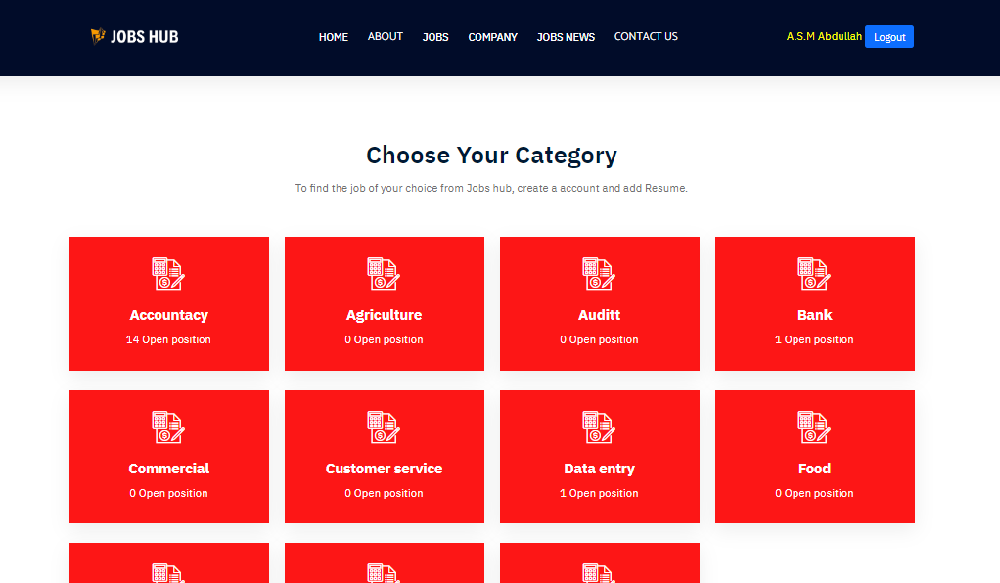 JOBS HUB HOME ABOUT JOBS COMPANY JOBS NEWS CONTACT US A.S.M Abdullah Logout
Choose Your Category
To find the job of your choice from Jobs hub, create a account and add Resume.
Accountacy Agriculture Auditt Bank
14 Open position 0 Open position 0 Open position 1 Open position
Commercial Customer service Data entry Food
0 Open position 0 Open position 1 Open position 0 Open position